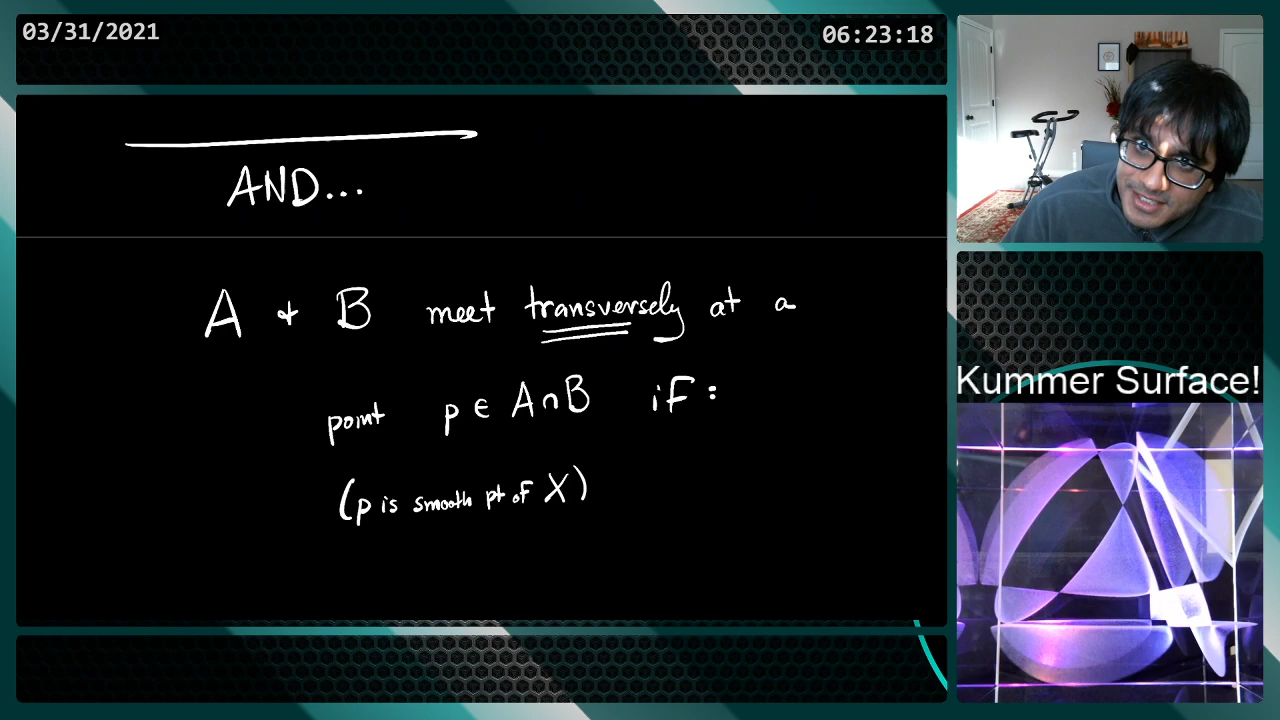 03/31/2021
06:23:18
AND...
A + B meet transversely at a
point p ∈ A∩B iF:
(p is smooth pt of X)
Kummer Surface!